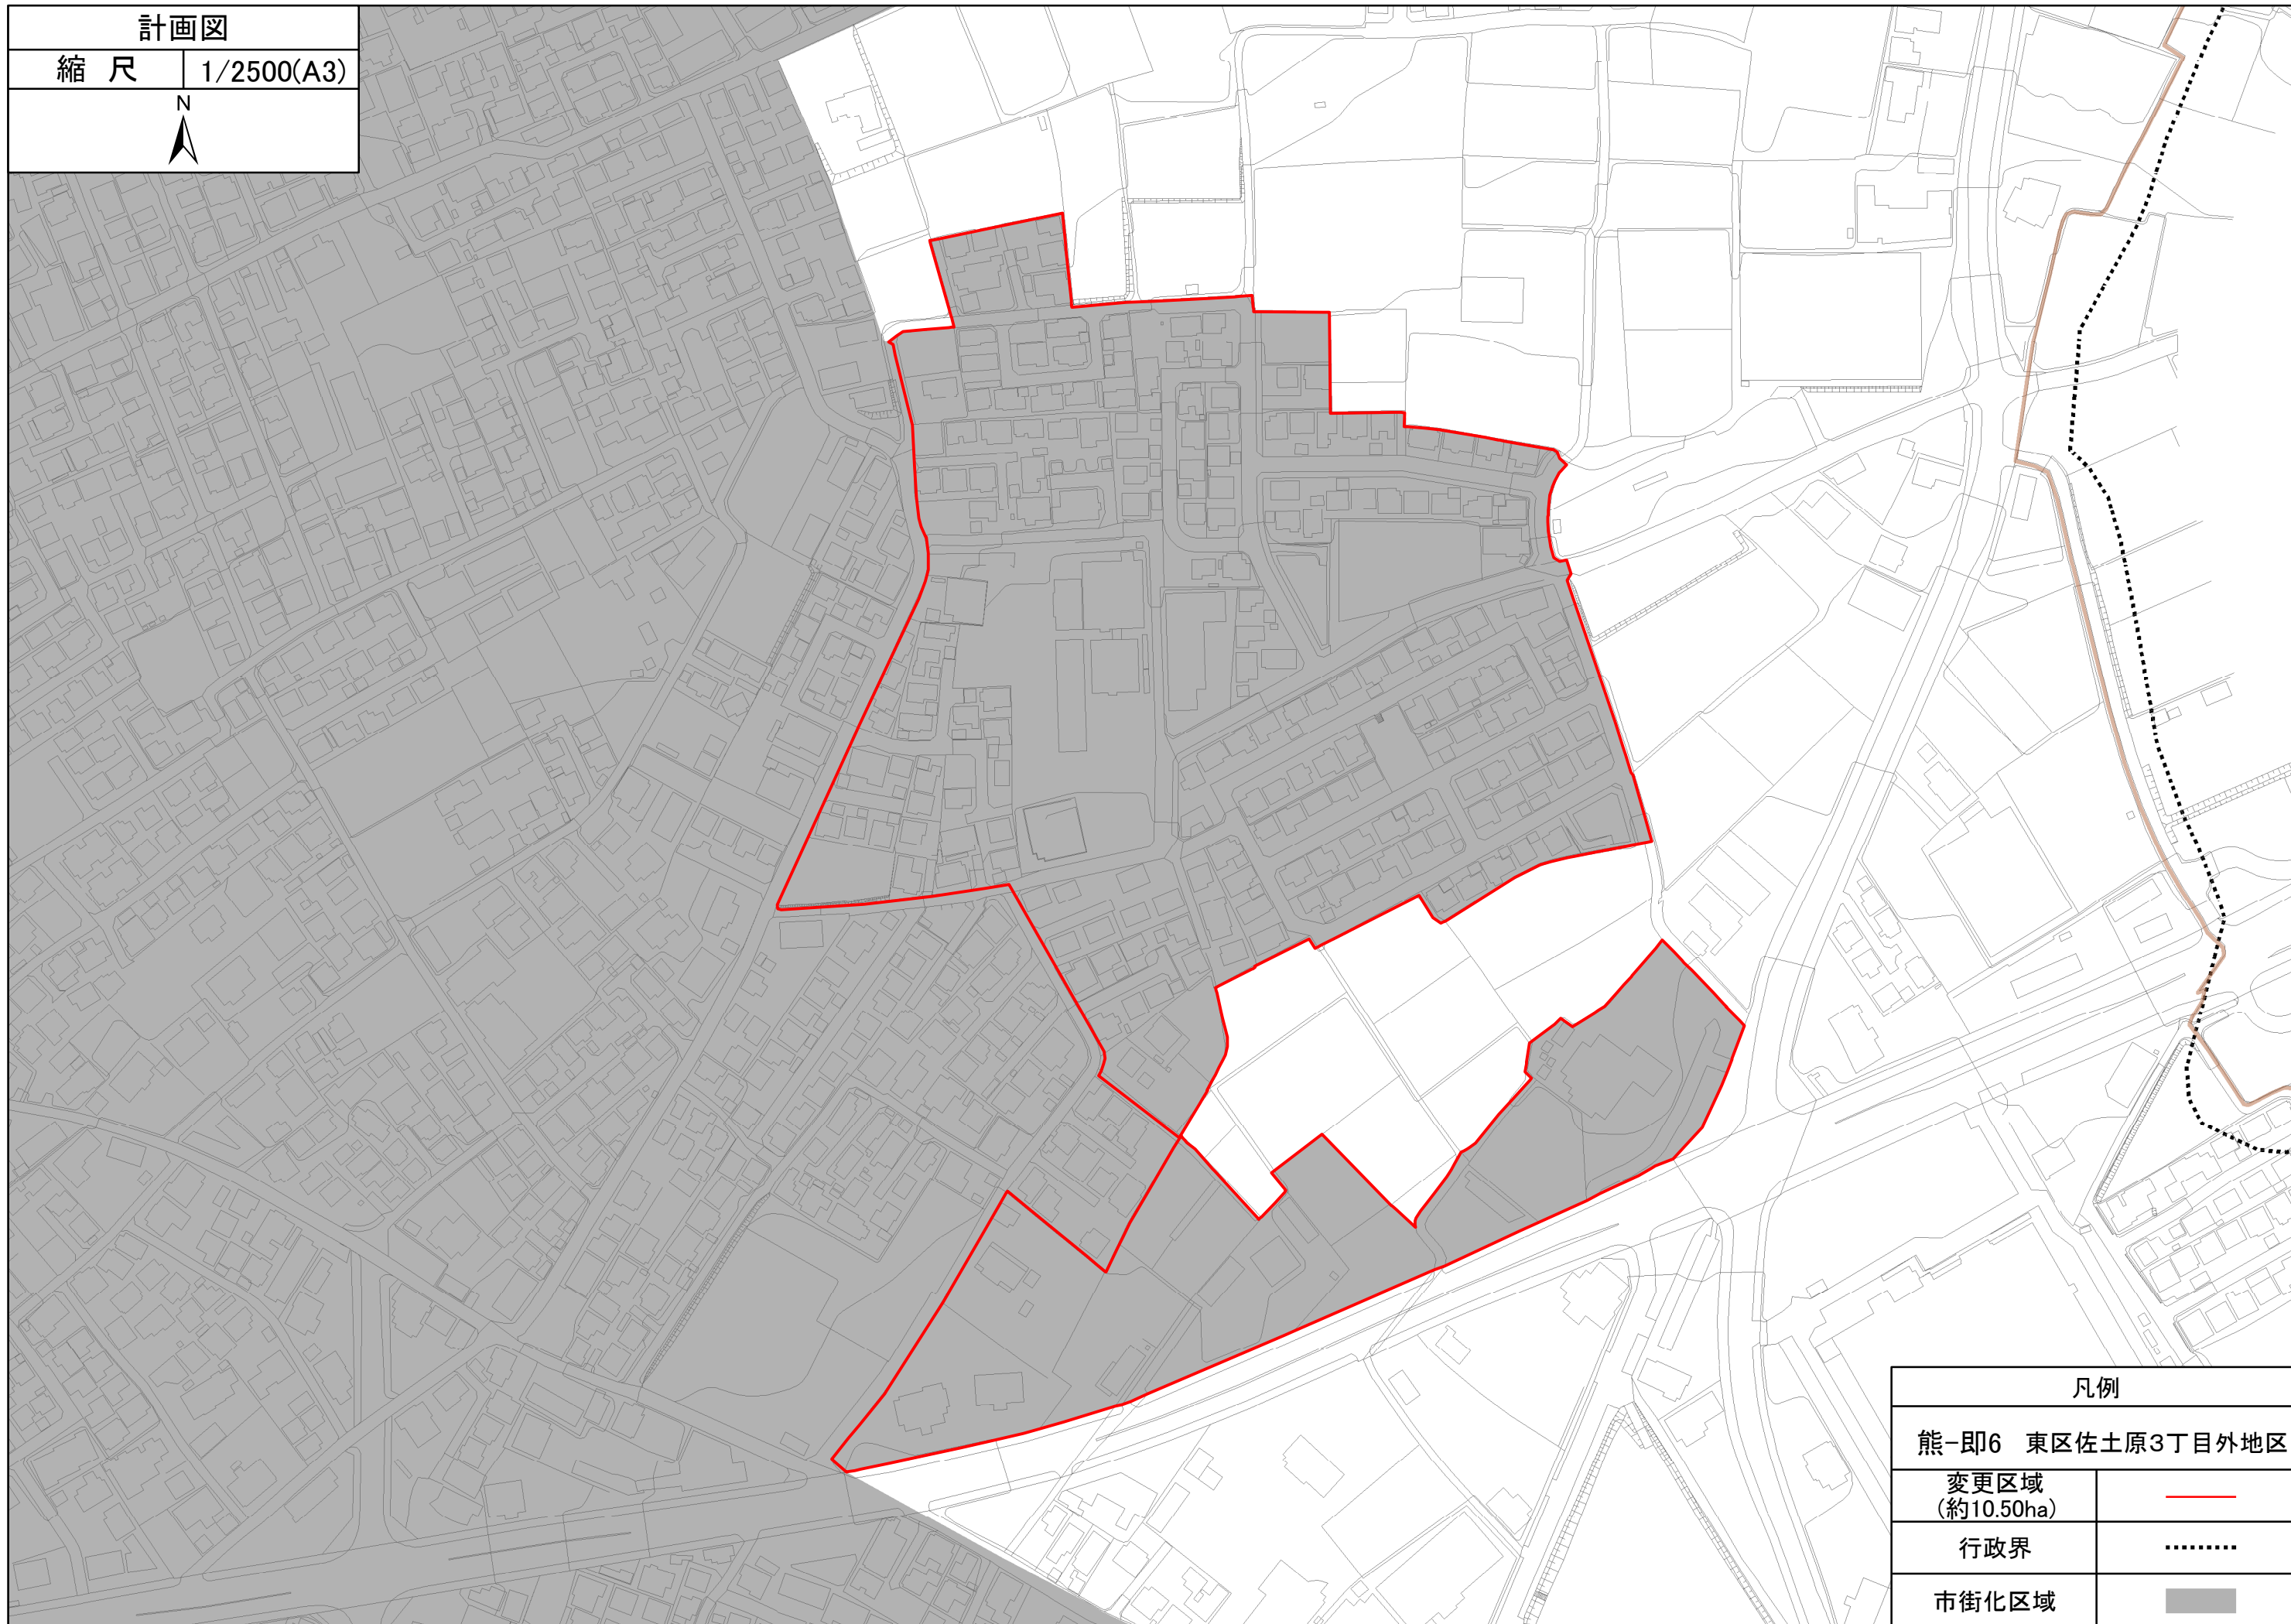 計画図
縮 尺 1/2500(A3)
N
凡例
熊-即6 東区佐土原3丁目外地区
変更区域
(約10.50ha)
行政界
市街化区域